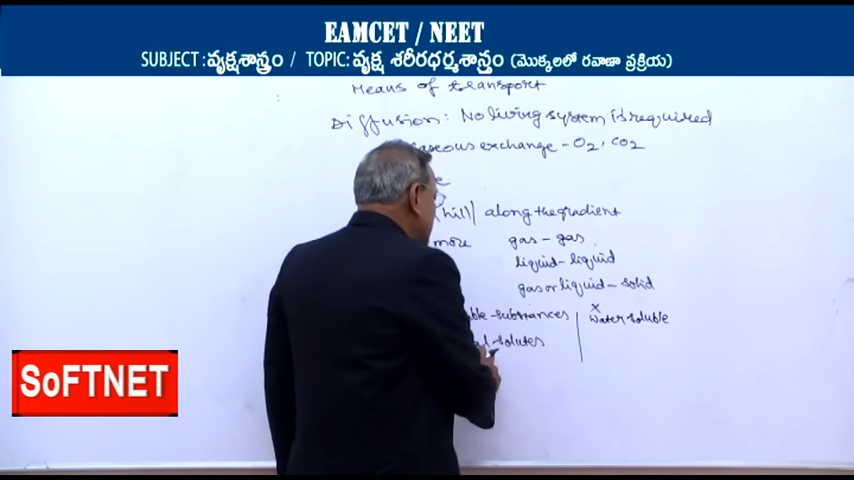 EAMCET / NEET
SUBJECT : వృక్షశాస్త్రం / TOPIC: వృక్ష శరీరధర్మశాస్త్రం (మొక్కలలో రవాణా ప్రక్రియ)
Means of transport
Diffusion: No living system is required
gaseous exchange - O2, CO2
hill| along the gradient
more gas - gas
liquid - liquid
gas or liquid - solid
substances | x
water soluble
solutes
SoFTNET